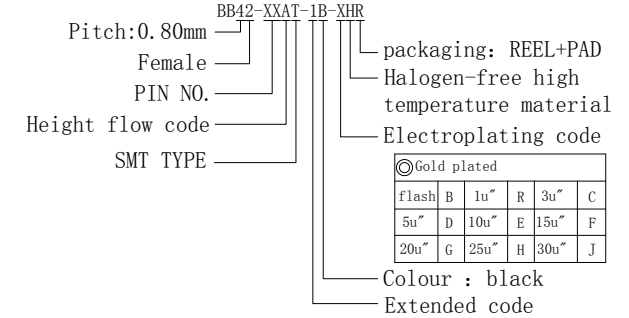 BB42-XXAT-1B-XHR
Pitch:0.80mm
Female
PIN NO.
Height flow code
SMT TYPE
packaging: REEL+PAD
Halogen-free high
temperature material
Electroplating code
Gold plated
flash B 1u″ R 3u″ C
5u″ D 10u″ E 15u″ F
20u″ G 25u″ H 30u″ J
Colour : black
Extended code